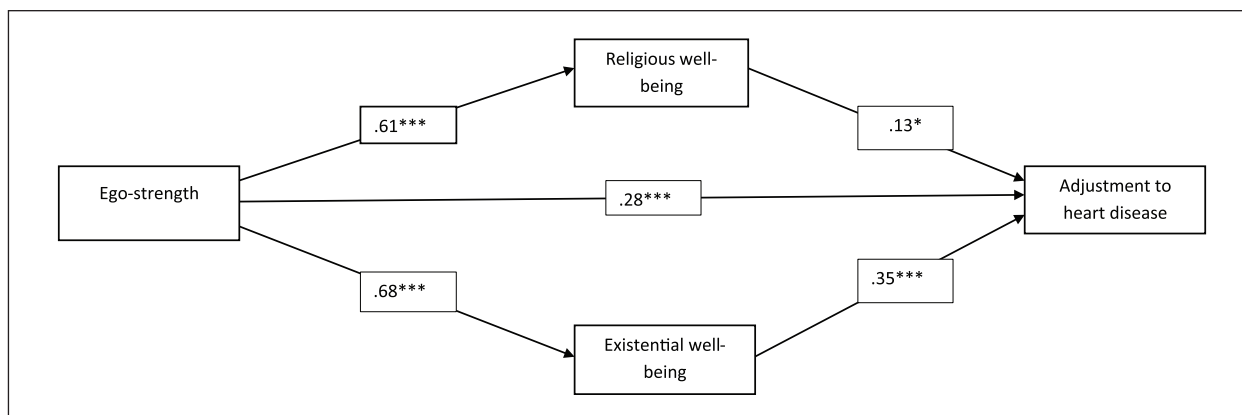 Religious well-
being
.61***
.13*
Ego-strength
.28***
Adjustment to
heart disease
.68***
.35***
Existential well-
being